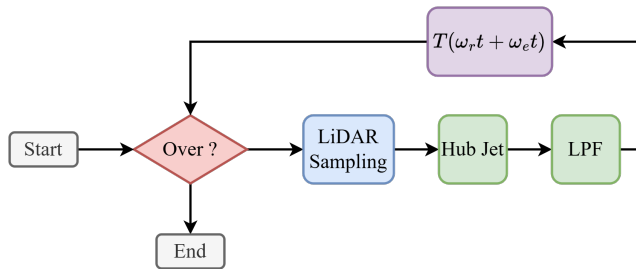 T(ω_r t + ω_e t)
Start
Over ?
LiDAR
Sampling
Hub Jet
LPF
End